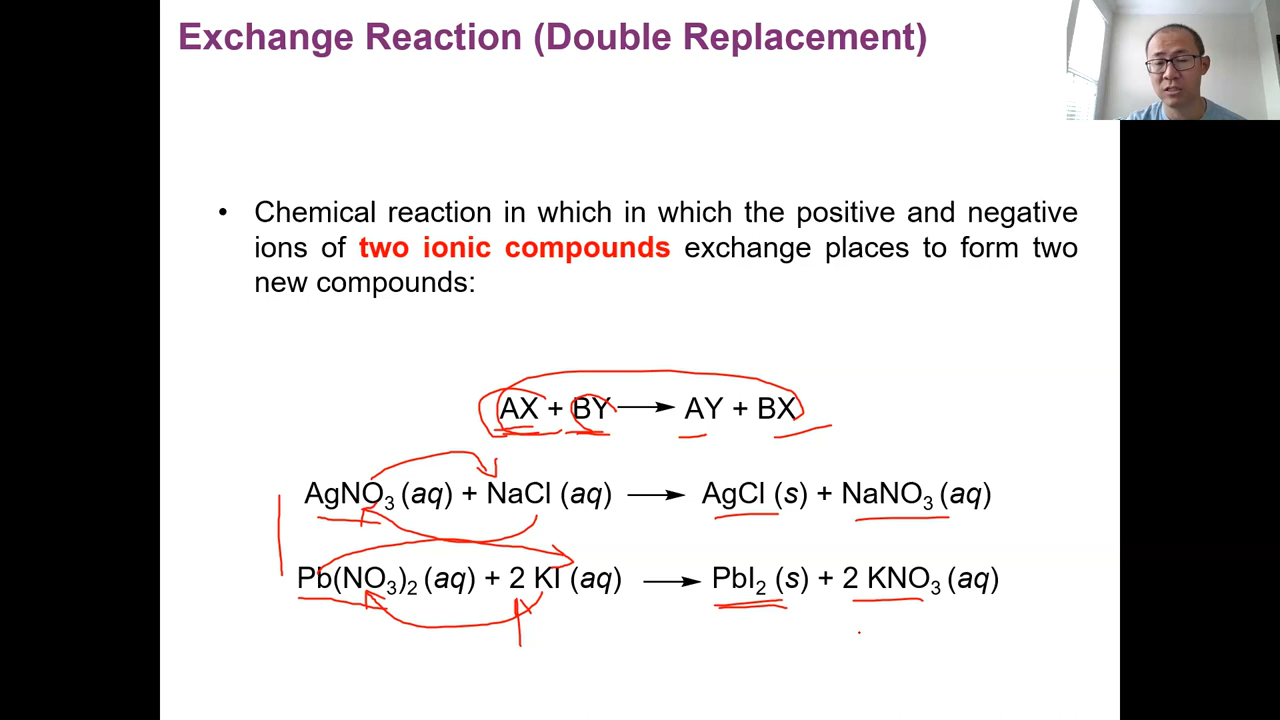 Exchange Reaction (Double Replacement)
• Chemical reaction in which in which the positive and negative
ions of two ionic compounds exchange places to form two
new compounds:
AX + BY ⟶ AY + BX
AgNO₃ (aq) + NaCl (aq) ⟶ AgCl (s) + NaNO₃ (aq)
Pb(NO₃)₂ (aq) + 2 KI (aq) ⟶ PbI₂ (s) + 2 KNO₃ (aq)